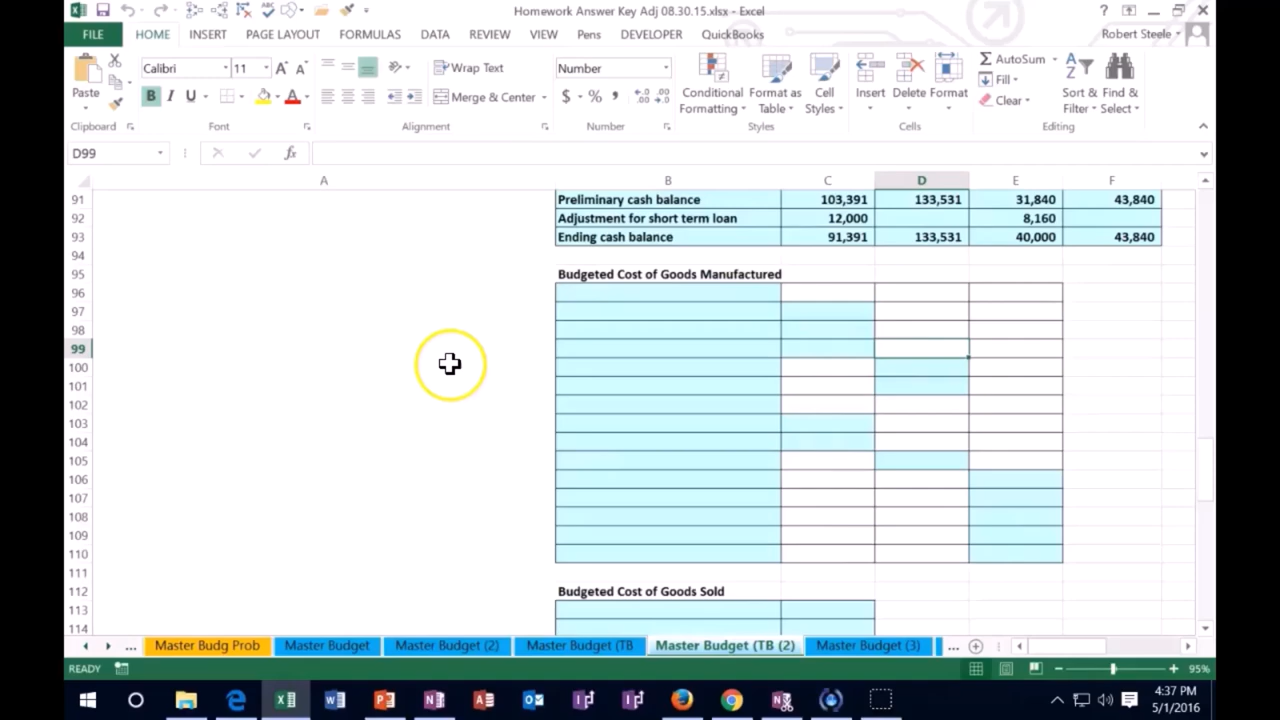 Homework Answer Key Adj 08.30.15.xlsx - Excel
?
FILE HOME INSERT PAGE LAYOUT FORMULAS DATA REVIEW VIEW Pens DEVELOPER QuickBooks Robert Steele
Paste
Calibri 11
B I U
Wrap Text
Merge & Center
Number
$ % ,
Conditional Formatting
Format as Table
Cell Styles
Insert Delete Format
AutoSum
Fill
Clear
Sort & Filter
Find & Select
Clipboard Font Alignment Number Styles Cells Editing
D99 fx
A B C D E F
91 Preliminary cash balance 103,391 133,531 31,840 43,840
92 Adjustment for short term loan 12,000 8,160
93 Ending cash balance 91,391 133,531 40,000 43,840
94
95 Budgeted Cost of Goods Manufactured
96
97
98
99
100
101
102
103
104
105
106
107
108
109
110
111
112 Budgeted Cost of Goods Sold
113
114
... Master Budg Prob Master Budget Master Budget (2) Master Budget (TB Master Budget (TB (2) Master Budget (3) ...
READY 95%
4:37 PM
5/1/2016